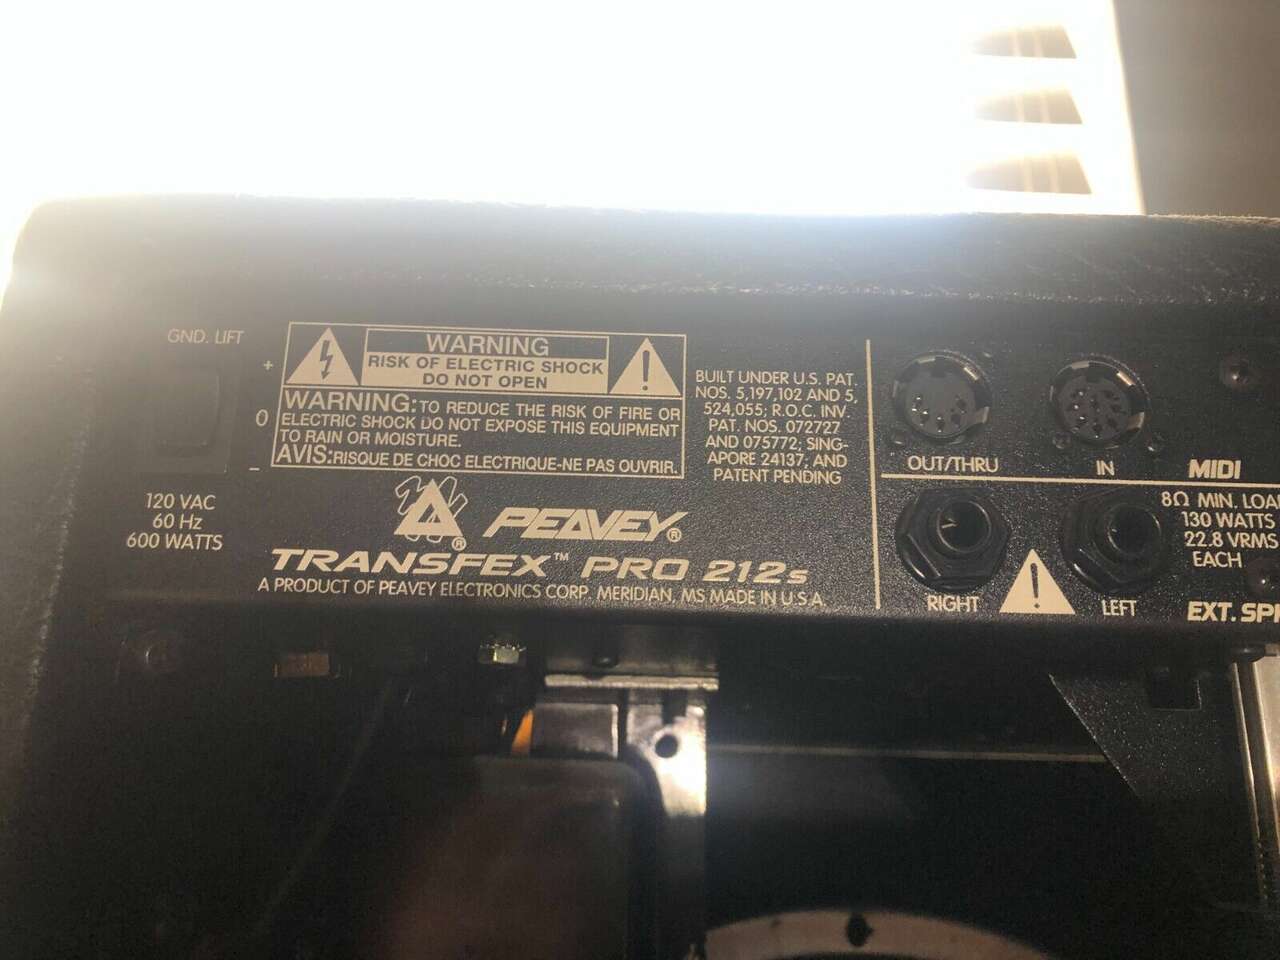 GND. LIFT
+
0
–
120 VAC
60 Hz
600 WATTS
WARNING
RISK OF ELECTRIC SHOCK
DO NOT OPEN
WARNING: TO REDUCE THE RISK OF FIRE OR
ELECTRIC SHOCK DO NOT EXPOSE THIS EQUIPMENT
TO RAIN OR MOISTURE.
AVIS: RISQUE DE CHOC ELECTRIQUE-NE PAS OUVRIR.
PEAVEY®
TRANSFEX™ PRO 212s
A PRODUCT OF PEAVEY ELECTRONICS CORP. MERIDIAN, MS MADE IN U.S.A.
BUILT UNDER U.S. PAT.
NOS. 5,197,102 AND 5,
524,055; R.O.C. INV.
PAT. NOS. 072727
AND 075772; SING-
APORE 24137; AND
PATENT PENDING
OUT/THRU
IN
MIDI
RIGHT
LEFT
8Ω MIN. LOA
130 WATTS
22.8 VRMS
EACH
EXT. SP